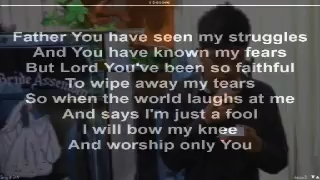 Father You have seen my struggles
And You have known my fears
But Lord You've been so faithful
To wipe away my tears
So when the world laughs at me
And says I'm just a fool
I will bow my knee
And worship only You